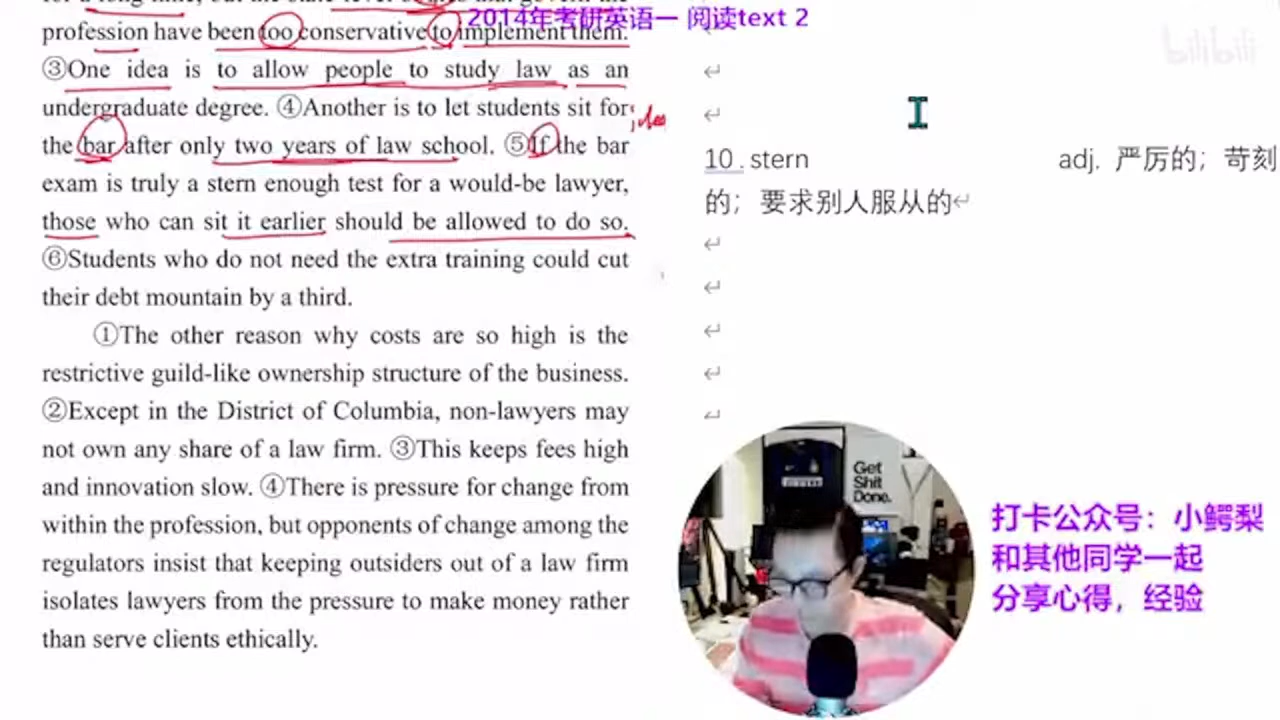 2014年考研英语一 阅读text 2
profession have been too conservative to implement them.
③One idea is to allow people to study law as an
undergraduate degree. ④Another is to let students sit for
the bar after only two years of law school. ⑤If the bar
exam is truly a stern enough test for a would-be lawyer,
those who can sit it earlier should be allowed to do so.
⑥Students who do not need the extra training could cut
their debt mountain by a third.
①The other reason why costs are so high is the
restrictive guild-like ownership structure of the business.
②Except in the District of Columbia, non-lawyers may
not own any share of a law firm. ③This keeps fees high
and innovation slow. ④There is pressure for change from
within the profession, but opponents of change among the
regulators insist that keeping outsiders out of a law firm
isolates lawyers from the pressure to make money rather
than serve clients ethically.
bilibili
10 . stern adj. 严厉的；苛刻
的；要求别人服从的
Get
Shit
Done.
PIRELLI
打卡公众号：小鳄梨
和其他同学一起
分享心得，经验